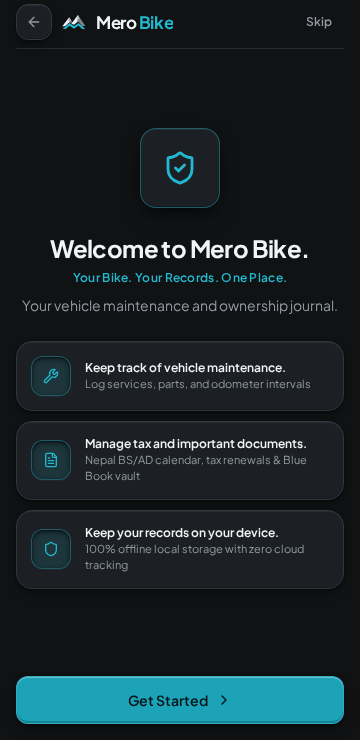 Mero Bike
Skip
Welcome to Mero Bike.
Your Bike. Your Records. One Place.
Your vehicle maintenance and ownership journal.
Keep track of vehicle maintenance.
Log services, parts, and odometer intervals
Manage tax and important documents.
Nepal BS/AD calendar, tax renewals & Blue
Book vault
Keep your records on your device.
100% offline local storage with zero cloud
tracking
Get Started